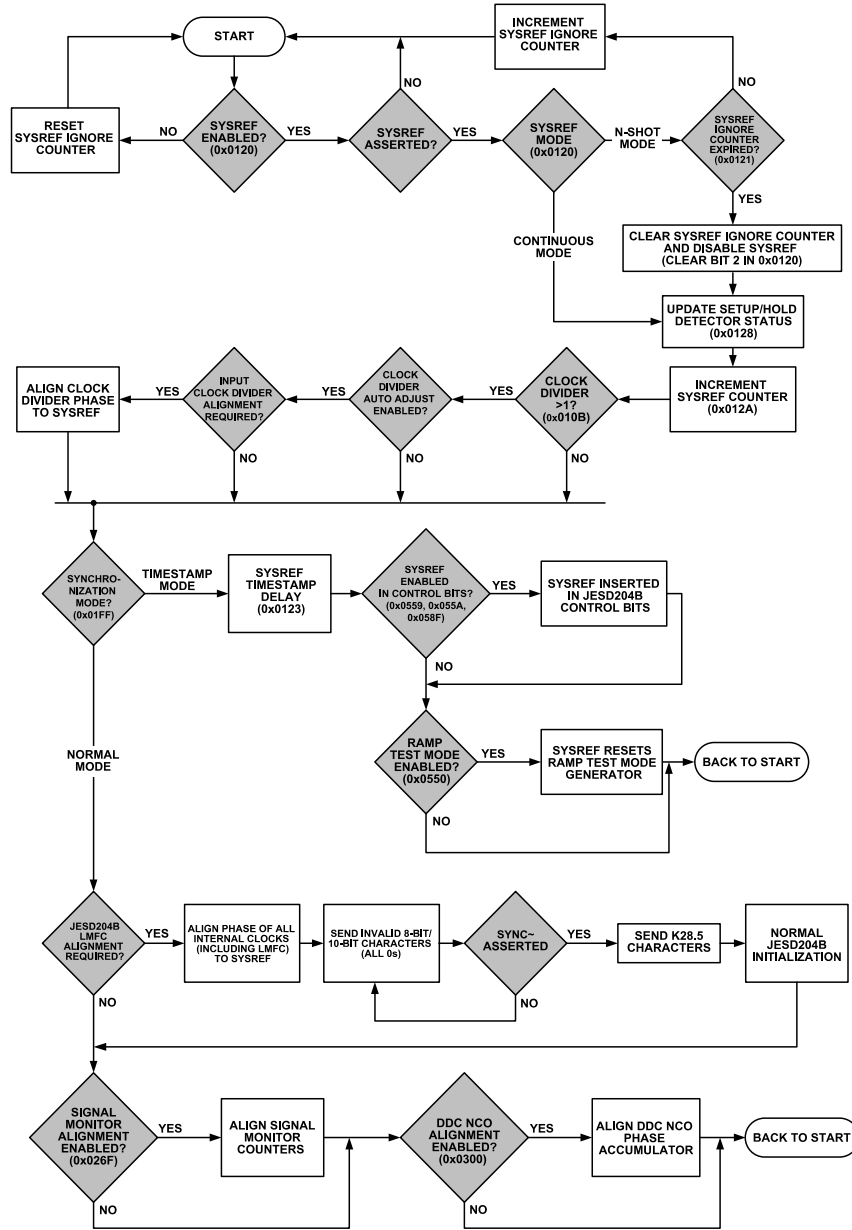 START
INCREMENT
SYSREF IGNORE
COUNTER
NO
NO
RESET
SYSREF IGNORE
COUNTER
NO
SYSREF
ENABLED?
(0x0120)
YES
SYSREF
ASSERTED?
YES
SYSREF
MODE
(0x0120)
N-SHOT
MODE
SYSREF
IGNORE
COUNTER
EXPIRED?
(0x0121)
YES
CONTINUOUS
MODE
CLEAR SYSREF IGNORE COUNTER
AND DISABLE SYSREF
(CLEAR BIT 2 IN 0x0120)
UPDATE SETUP/HOLD
DETECTOR STATUS
(0x0128)
ALIGN CLOCK
DIVIDER PHASE
TO SYSREF
YES
INPUT
CLOCK DIVIDER
ALIGNMENT
REQUIRED?
YES
CLOCK
DIVIDER
AUTO ADJUST
ENABLED?
YES
CLOCK
DIVIDER
>1?
(0x010B)
INCREMENT
SYSREF COUNTER
(0x012A)
NO
NO
NO
SYNCHRO-
NIZATION
MODE?
(0x01FF)
TIMESTAMP
MODE
SYSREF
TIMESTAMP
DELAY
(0x0123)
SYSREF
ENABLED
IN CONTROL BITS?
(0x0559, 0x055A,
0x058F)
YES
SYSREF INSERTED
IN JESD204B
CONTROL BITS
NO
NORMAL
MODE
RAMP
TEST MODE
ENABLED?
(0x0550)
YES
SYSREF RESETS
RAMP TEST MODE
GENERATOR
BACK TO START
NO
JESD204B
LMFC
ALIGNMENT
REQUIRED?
YES
ALIGN PHASE OF ALL
INTERNAL CLOCKS
(INCLUDING LMFC)
TO SYSREF
SEND INVALID 8-BIT/
10-BIT CHARACTERS
(ALL 0s)
SYNC~
ASSERTED
YES
SEND K28.5
CHARACTERS
NORMAL
JESD204B
INITIALIZATION
NO
NO
SIGNAL
MONITOR
ALIGNMENT
ENABLED?
(0x026F)
YES
ALIGN SIGNAL
MONITOR
COUNTERS
DDC NCO
ALIGNMENT
ENABLED?
(0x0300)
YES
ALIGN DDC NCO
PHASE
ACCUMULATOR
BACK TO START
NO
NO